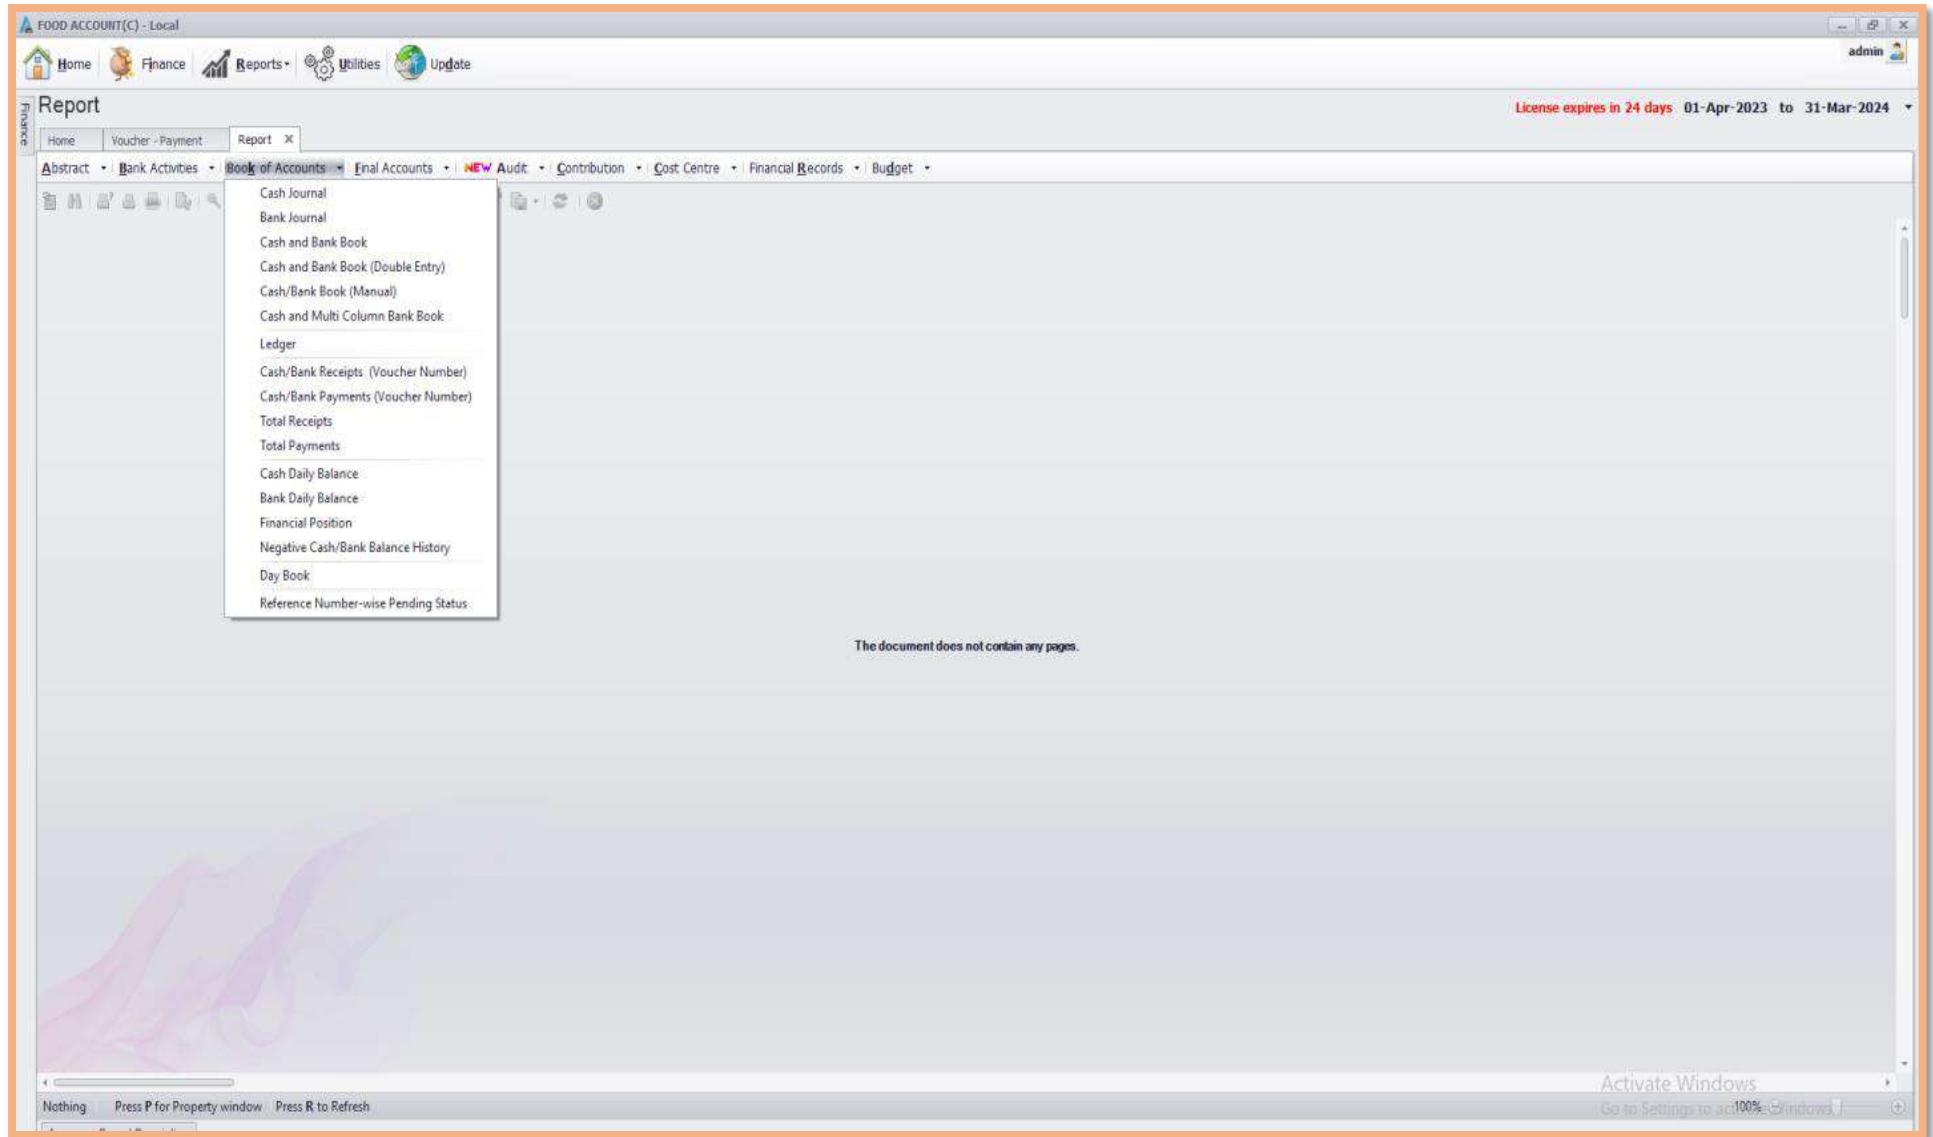 FOOD ACCOUNT(C) - Local
Home Finance Reports Utilities Update admin
Finance
Report License expires in 24 days 01-Apr-2023 to 31-Mar-2024
Home Voucher - Payment Report X
Abstract Bank Activities Book of Accounts Final Accounts NEW Audit Contribution Cost Centre Financial Records Budget
Cash Journal
Bank Journal
Cash and Bank Book
Cash and Bank Book (Double Entry)
Cash/Bank Book (Manual)
Cash and Multi Column Bank Book
Ledger
Cash/Bank Receipts (Voucher Number)
Cash/Bank Payments (Voucher Number)
Total Receipts
Total Payments
Cash Daily Balance
Bank Daily Balance
Financial Position
Negative Cash/Bank Balance History
Day Book
Reference Number-wise Pending Status
The document does not contain any pages.
Activate Windows
Nothing Press P for Property window Press R to Refresh
Go to Settings to 100% Windows.